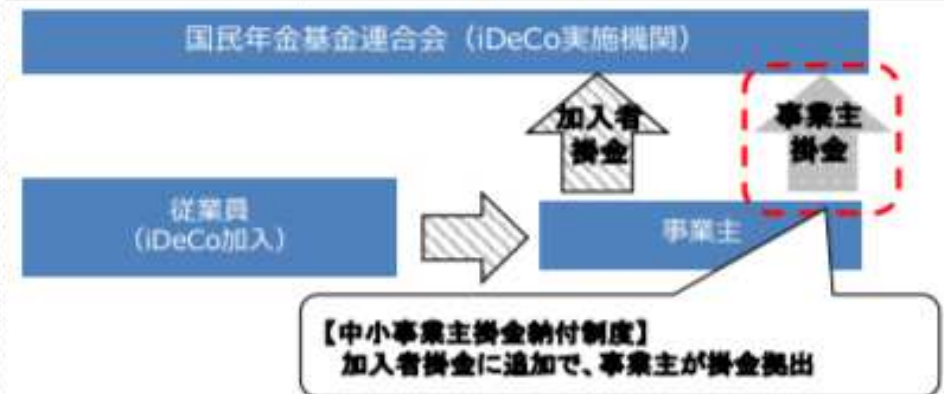 国民年金基金連合会（iDeCo実施機関）
加入者
掛金
事業主
掛金
従業員
（iDeCo加入）
事業主
【中小事業主掛金納付制度】
加入者掛金に追加で、事業主が掛金拠出